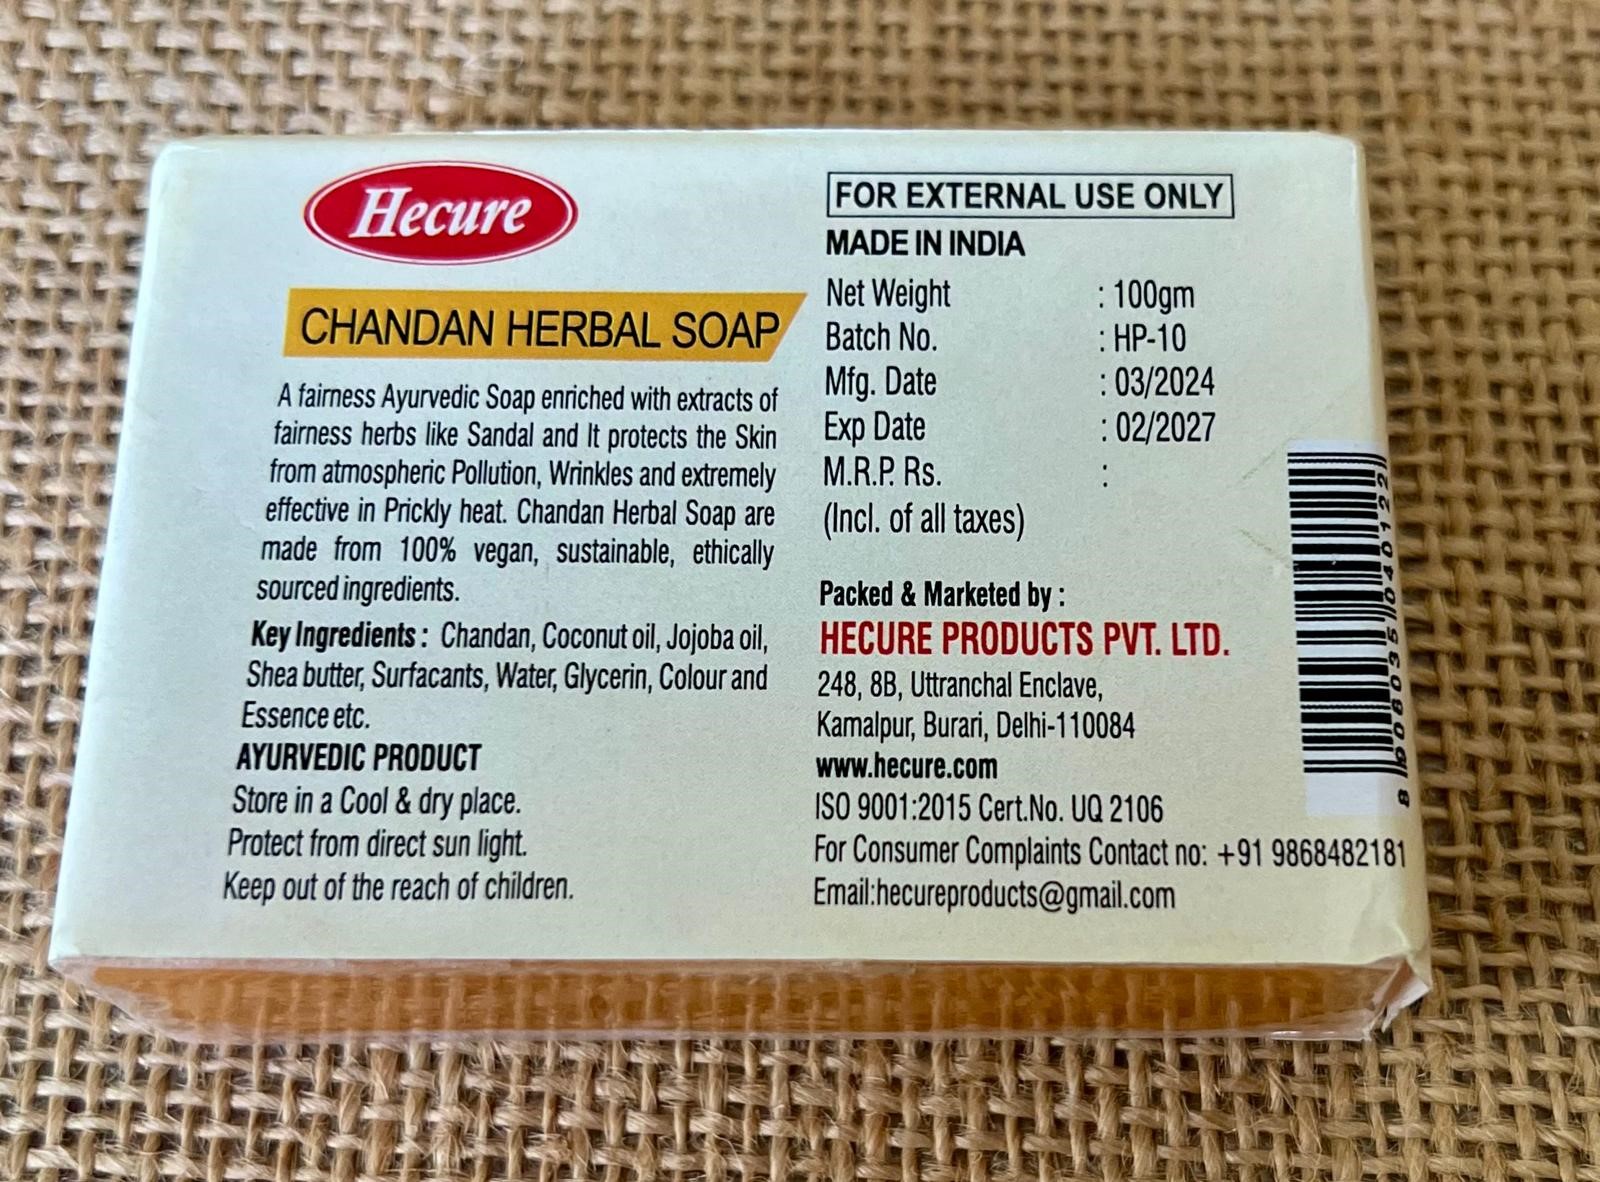 Hecure
CHANDAN HERBAL SOAP
A fairness Ayurvedic Soap enriched with extracts of
fairness herbs like Sandal and It protects the Skin
from atmospheric Pollution, Wrinkles and extremely
effective in Prickly heat. Chandan Herbal Soap are
made from 100% vegan, sustainable, ethically
sourced ingredients.
Key Ingredients : Chandan, Coconut oil, Jojoba oil,
Shea butter, Surfacants, Water, Glycerin, Colour and
Essence etc.
AYURVEDIC PRODUCT
Store in a Cool & dry place.
Protect from direct sun light.
Keep out of the reach of children.
FOR EXTERNAL USE ONLY
MADE IN INDIA
Net Weight : 100gm
Batch No. : HP-10
Mfg. Date : 03/2024
Exp Date : 02/2027
M.R.P. Rs. :
(Incl. of all taxes)
Packed & Marketed by :
HECURE PRODUCTS PVT. LTD.
248, 8B, Uttranchal Enclave,
Kamalpur, Burari, Delhi-110084
www.hecure.com
ISO 9001:2015 Cert.No. UQ 2106
For Consumer Complaints Contact no: +91 9868482181
Email:hecureproducts@gmail.com